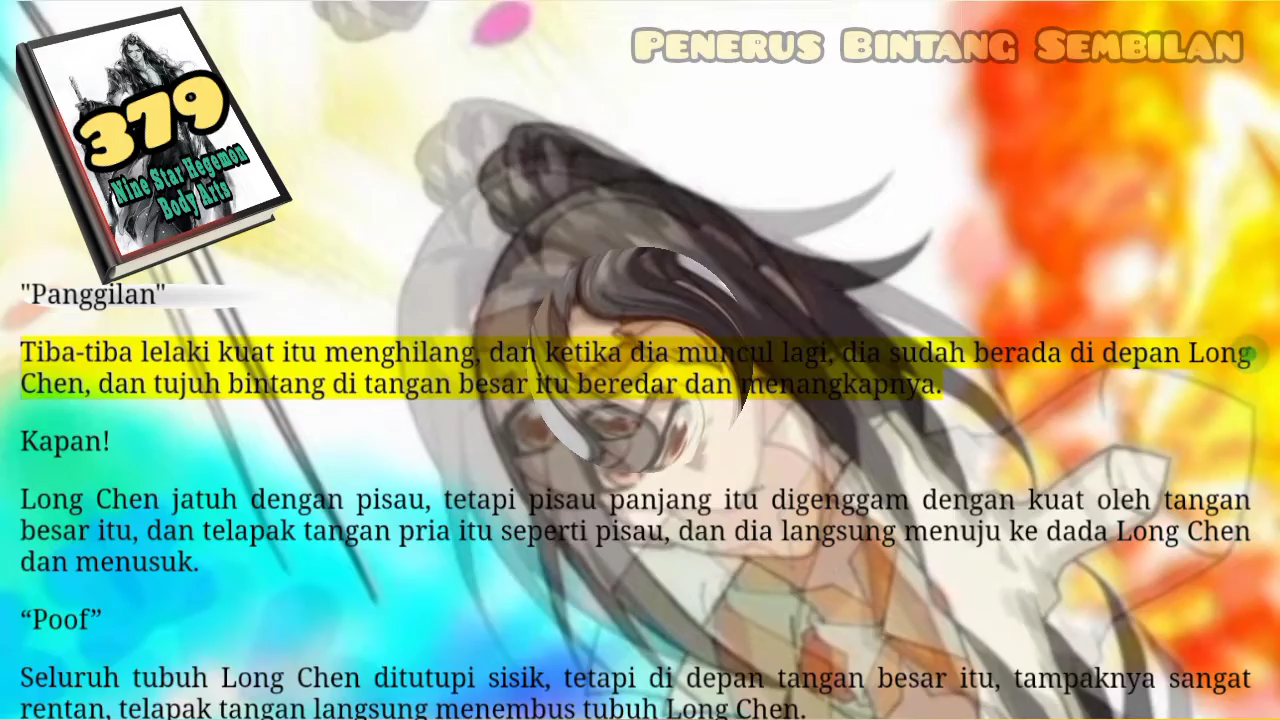 Penerus Bintang Sembilan
379
Nine Star Hegemon
Body Arts
"Panggilan"
Tiba-tiba lelaki kuat itu menghilang, dan ketika dia muncul lagi, dia sudah berada di depan Long
Chen, dan tujuh bintang di tangan besar itu beredar dan menangkapnya.
Kapan!
Long Chen jatuh dengan pisau, tetapi pisau panjang itu digenggam dengan kuat oleh tangan
besar itu, dan telapak tangan pria itu seperti pisau, dan dia langsung menuju ke dada Long Chen
dan menusuk.
“Poof”
Seluruh tubuh Long Chen ditutupi sisik, tetapi di depan tangan besar itu, tampaknya sangat
rentan, telapak tangan langsung menembus tubuh Long Chen.